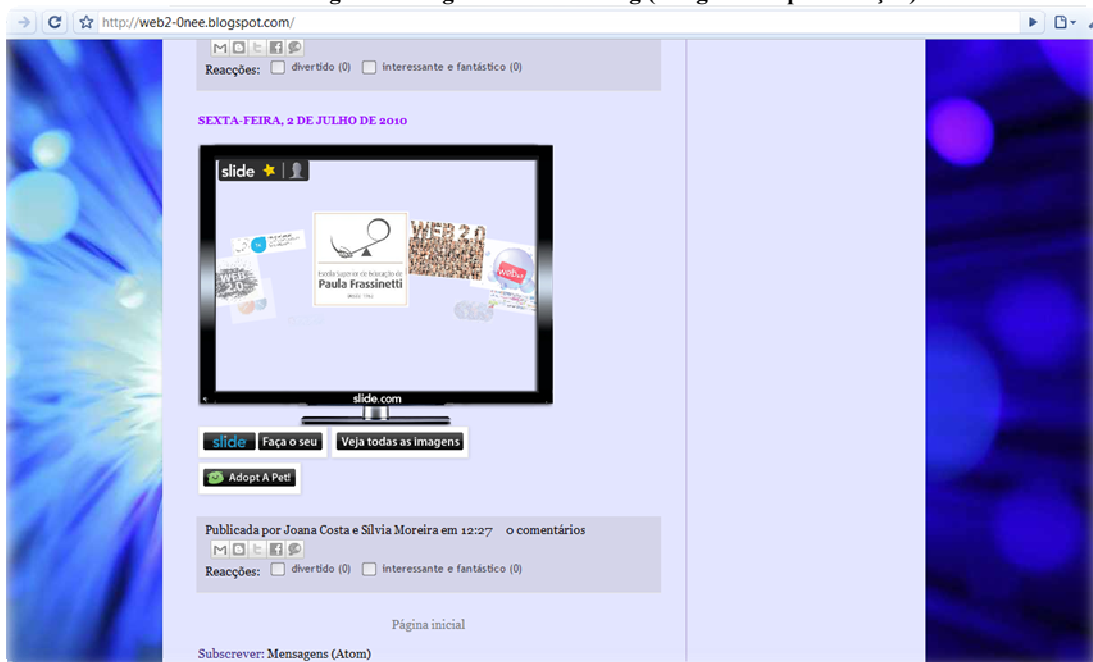 http://web2-0nee.blogspot.com/
Reacções: divertido (0) interessante e fantástico (0)
SEXTA-FEIRA, 2 DE JULHO DE 2010
slide
WEB 2.0
Escola Superior de Educação de
Paula Frassinetti
WEB
2.0
slide.com
slide Faça o seu Veja todas as imagens
Adopt A Pet!
Publicada por Joana Costa e Sílvia Moreira em 12:27 0 comentários
Reacções: divertido (0) interessante e fantástico (0)
Página inicial
Subscrever: Mensagens (Atom)